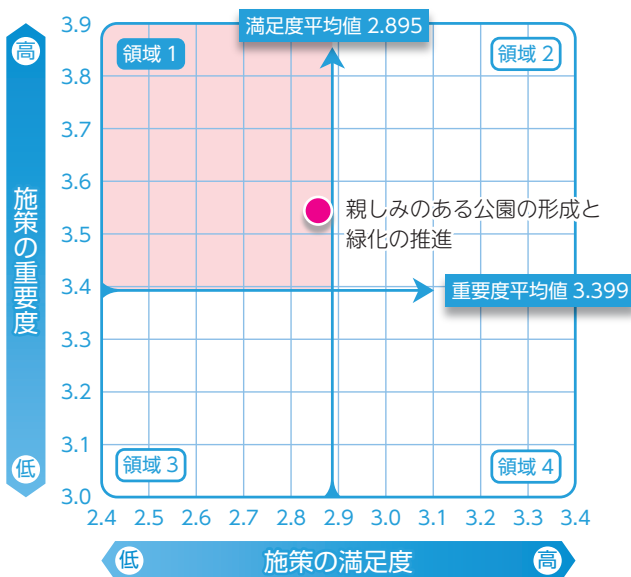 満足度平均値 2.895
領域 1
領域 2
高
施策の重要度
低
3.9
3.8
3.7
3.6
3.5
3.4
3.3
3.2
3.1
3.0
親しみのある公園の形成と
緑化の推進
重要度平均値 3.399
領域 3
領域 4
2.4 2.5 2.6 2.7 2.8 2.9 3.0 3.1 3.2 3.3 3.4
低 施策の満足度 高